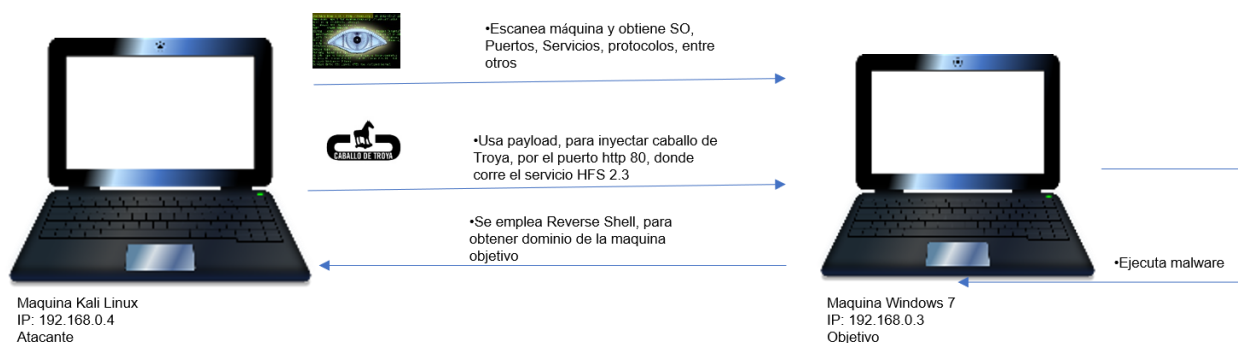 •Escanea máquina y obtiene SO,
Puertos, Servicios, protocolos, entre
otros
CABALLO DE TROYA
•Usa payload, para inyectar caballo de
Troya, por el puerto http 80, donde
corre el servicio HFS 2.3
•Se emplea Reverse Shell, para
obtener dominio de la maquina
objetivo
•Ejecuta malware
Maquina Kali Linux
IP: 192.168.0.4
Atacante
Maquina Windows 7
IP: 192.168.0.3
Objetivo